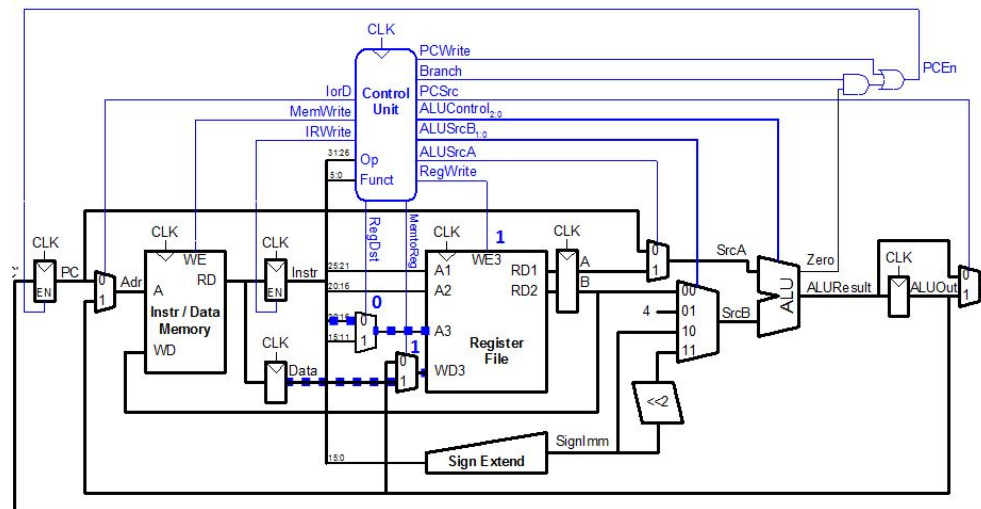 CLK
PCWrite
Branch
PCEn
PCSrc
IorD
Control
Unit
ALUControl2:0
MemWrite
ALUSrcB1:0
IRWrite
31:26
Op
ALUSrcA
5:0
Funct
RegWrite
RegDst
MemtoReg
1
CLK
CLK
CLK
CLK
CLK
PC
0
1
Adr
WE
RD
A
Instr
EN
EN
25:21
20:16
A1
A2
WE3
RD1
RD2
A
B
0
1
SrcA
Zero
CLK
ALU
ALUResult
ALUOut
0
1
00
4
01
10
11
SrcB
Instr / Data
Memory
WD
0
20:16
0
15:11
1
A3
Register
File
CLK
1
Data
0
1
WD3
<<2
SignImm
15:0
Sign Extend